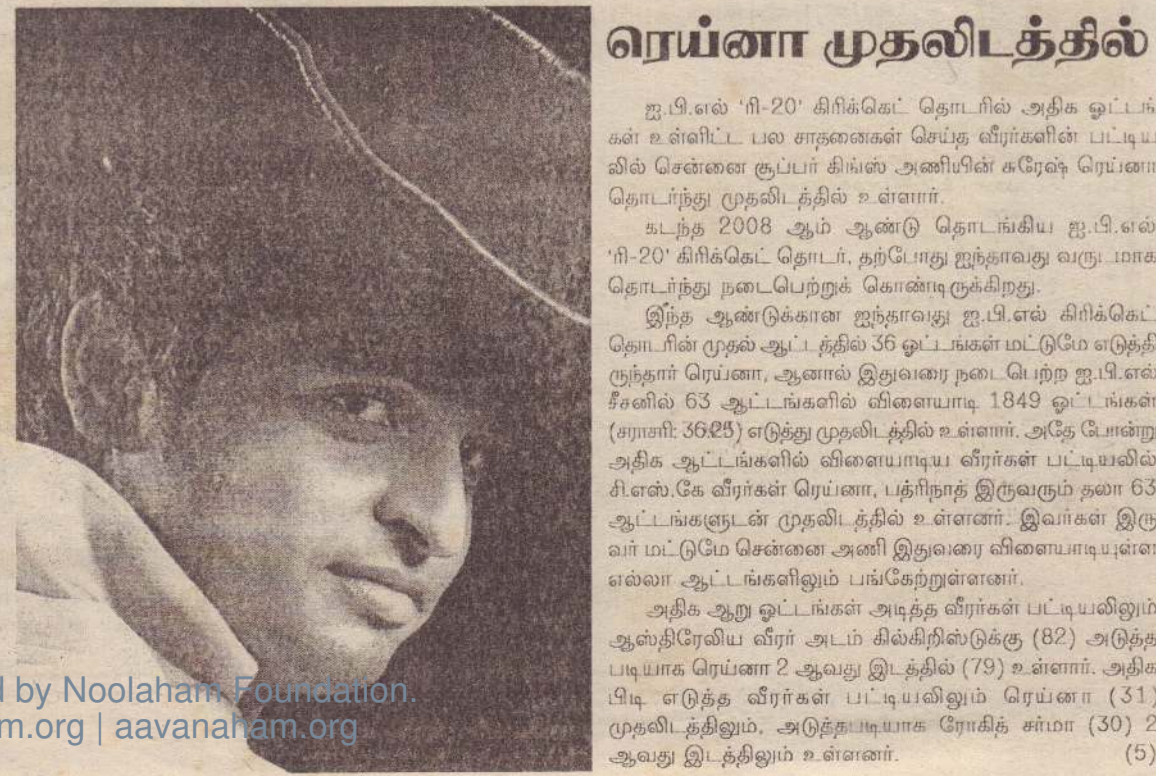 ரெய்னா முதலிடத்தில்
ஐ.பி.எல் 'ரி-20' கிரிக்கெட் தொடரில் அதிக ஓட்டங்
கள் உள்ளிட்ட பல சாதனைகள் செய்த வீரர்களின் பட்டிய
லில் சென்னை சூப்பர் கிங்ஸ் அணியின் சுரேஷ் ரெய்னா
தொடர்ந்து முதலிடத்தில் உள்ளார்.
கடந்த 2008 ஆம் ஆண்டு தொடங்கிய ஐ.பி.எல்
'ரி-20' கிரிக்கெட் தொடர், தற்போது ஐந்தாவது வருடமாக
தொடர்ந்து நடைபெற்றுக் கொண்டிருக்கிறது.
இந்த ஆண்டுக்கான ஐந்தாவது ஐ.பி.எல் கிரிக்கெட்
தொடரின் முதல் ஆட்டத்தில் 36 ஓட்டங்கள் மட்டுமே எடுத்தி
ருந்தார் ரெய்னா, ஆனால் இதுவரை நடைபெற்ற ஐ.பி.எல்
சீசனில் 63 ஆட்டங்களில் விளையாடி 1849 ஓட்டங்கள்
(சராசரி: 36.25) எடுத்து முதலிடத்தில் உள்ளார். அதே போன்று
அதிக ஆட்டங்களில் விளையாடிய வீரர்கள் பட்டியலில்
சி.எஸ்.கே வீரர்கள் ரெய்னா, பத்ரிநாத் இருவரும் தலா 63
ஆட்டங்களுடன் முதலிடத்தில் உள்ளனர். இவர்கள் இரு
வர் மட்டுமே சென்னை அணி இதுவரை விளையாடியுள்ள
எல்லா ஆட்டங்களிலும் பங்கேற்றுள்ளனர்.
அதிக ஆறு ஓட்டங்கள் அடித்த வீரர்கள் பட்டியலிலும்
ஆஸ்திரேலிய வீரர் அடம் கில்கிறிஸ்டுக்கு (82) அடுத்த
படியாக ரெய்னா 2 ஆவது இடத்தில் (79) உள்ளார். அதிக
பிடி எடுத்த வீரர்கள் பட்டியலிலும் ரெய்னா (31)
முதலிடத்திலும், அடுத்தபடியாக ரோகித் சர்மா (30) 2
ஆவது இடத்திலும் உள்ளனர். (5)
d by Noolaham Foundation.
m.org | aavanaham.org